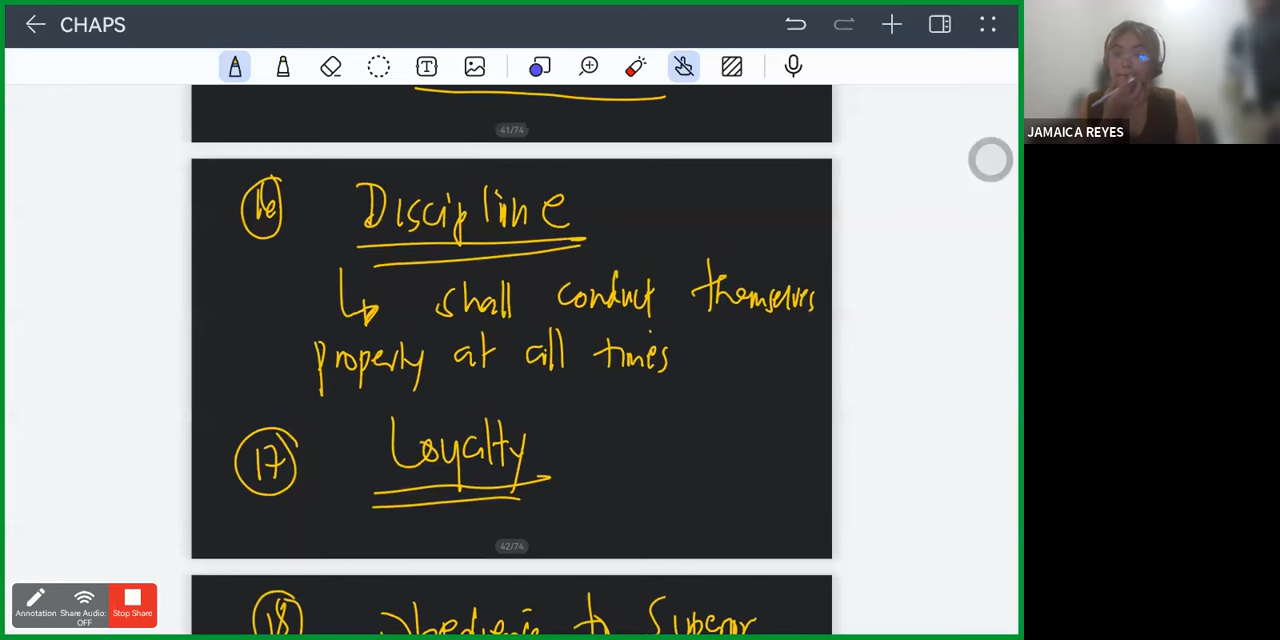 CHAPS
JAMAICA REYES
41/74
16 Discipline
↳ shall conduct themselves
property at all times
17 Loyalty
42/74
18 Obedience to Superior
Annotation
Share Audio: OFF
Stop Share